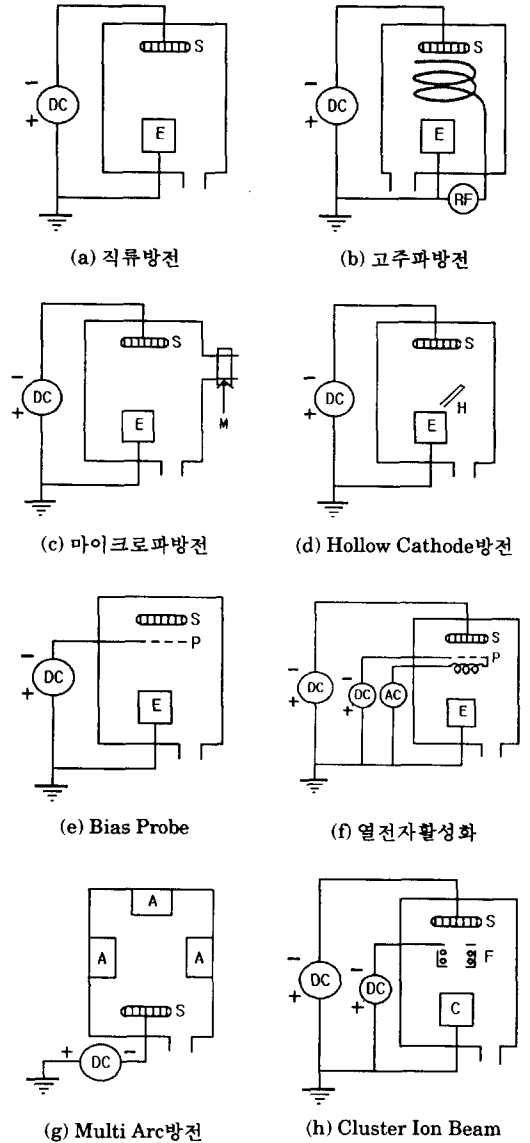 S
DC
−
+
E
(a) 직류방전
S
DC
−
+
E
RF
(b) 고주파방전
S
−
+
DC
E
M
(c) 마이크로파방전
S
−
+
DC
E
H
(d) Hollow Cathode방전
S
P
−
+
DC
E
(e) Bias Probe
S
P
−
+
DC
−
+
DC
AC
E
(f) 열전자활성화
A
A
A
S
+
DC
−
(g) Multi Arc방전
S
F
−
+
DC
−
+
DC
C
(h) Cluster Ion Beam